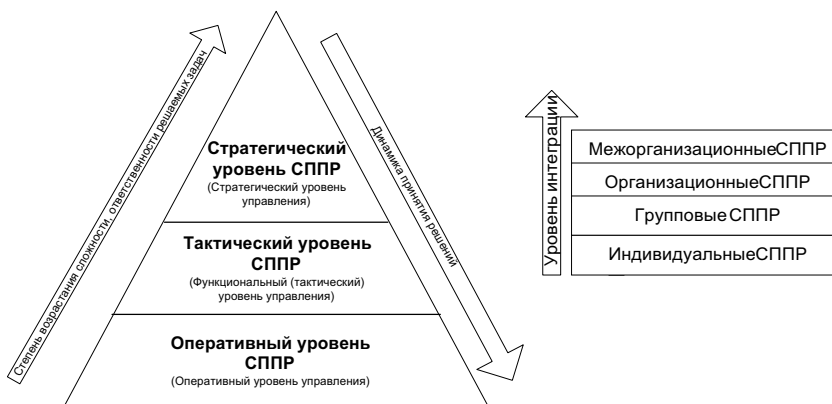 Степень возрастания сложности, ответственности решаемых задач
Стратегический
уровень СППР
(Стратегический уровень
управления)
Тактический уровень
СППР
(Функциональный (тактический)
уровень управления)
Оперативный уровень
СППР
(Оперативный уровень управления)
Динамика принятия решений
Уровень интеграции
МежорганизационныеСППР
ОрганизационныеСППР
Групповые СППР
ИндивидуальныеСППР